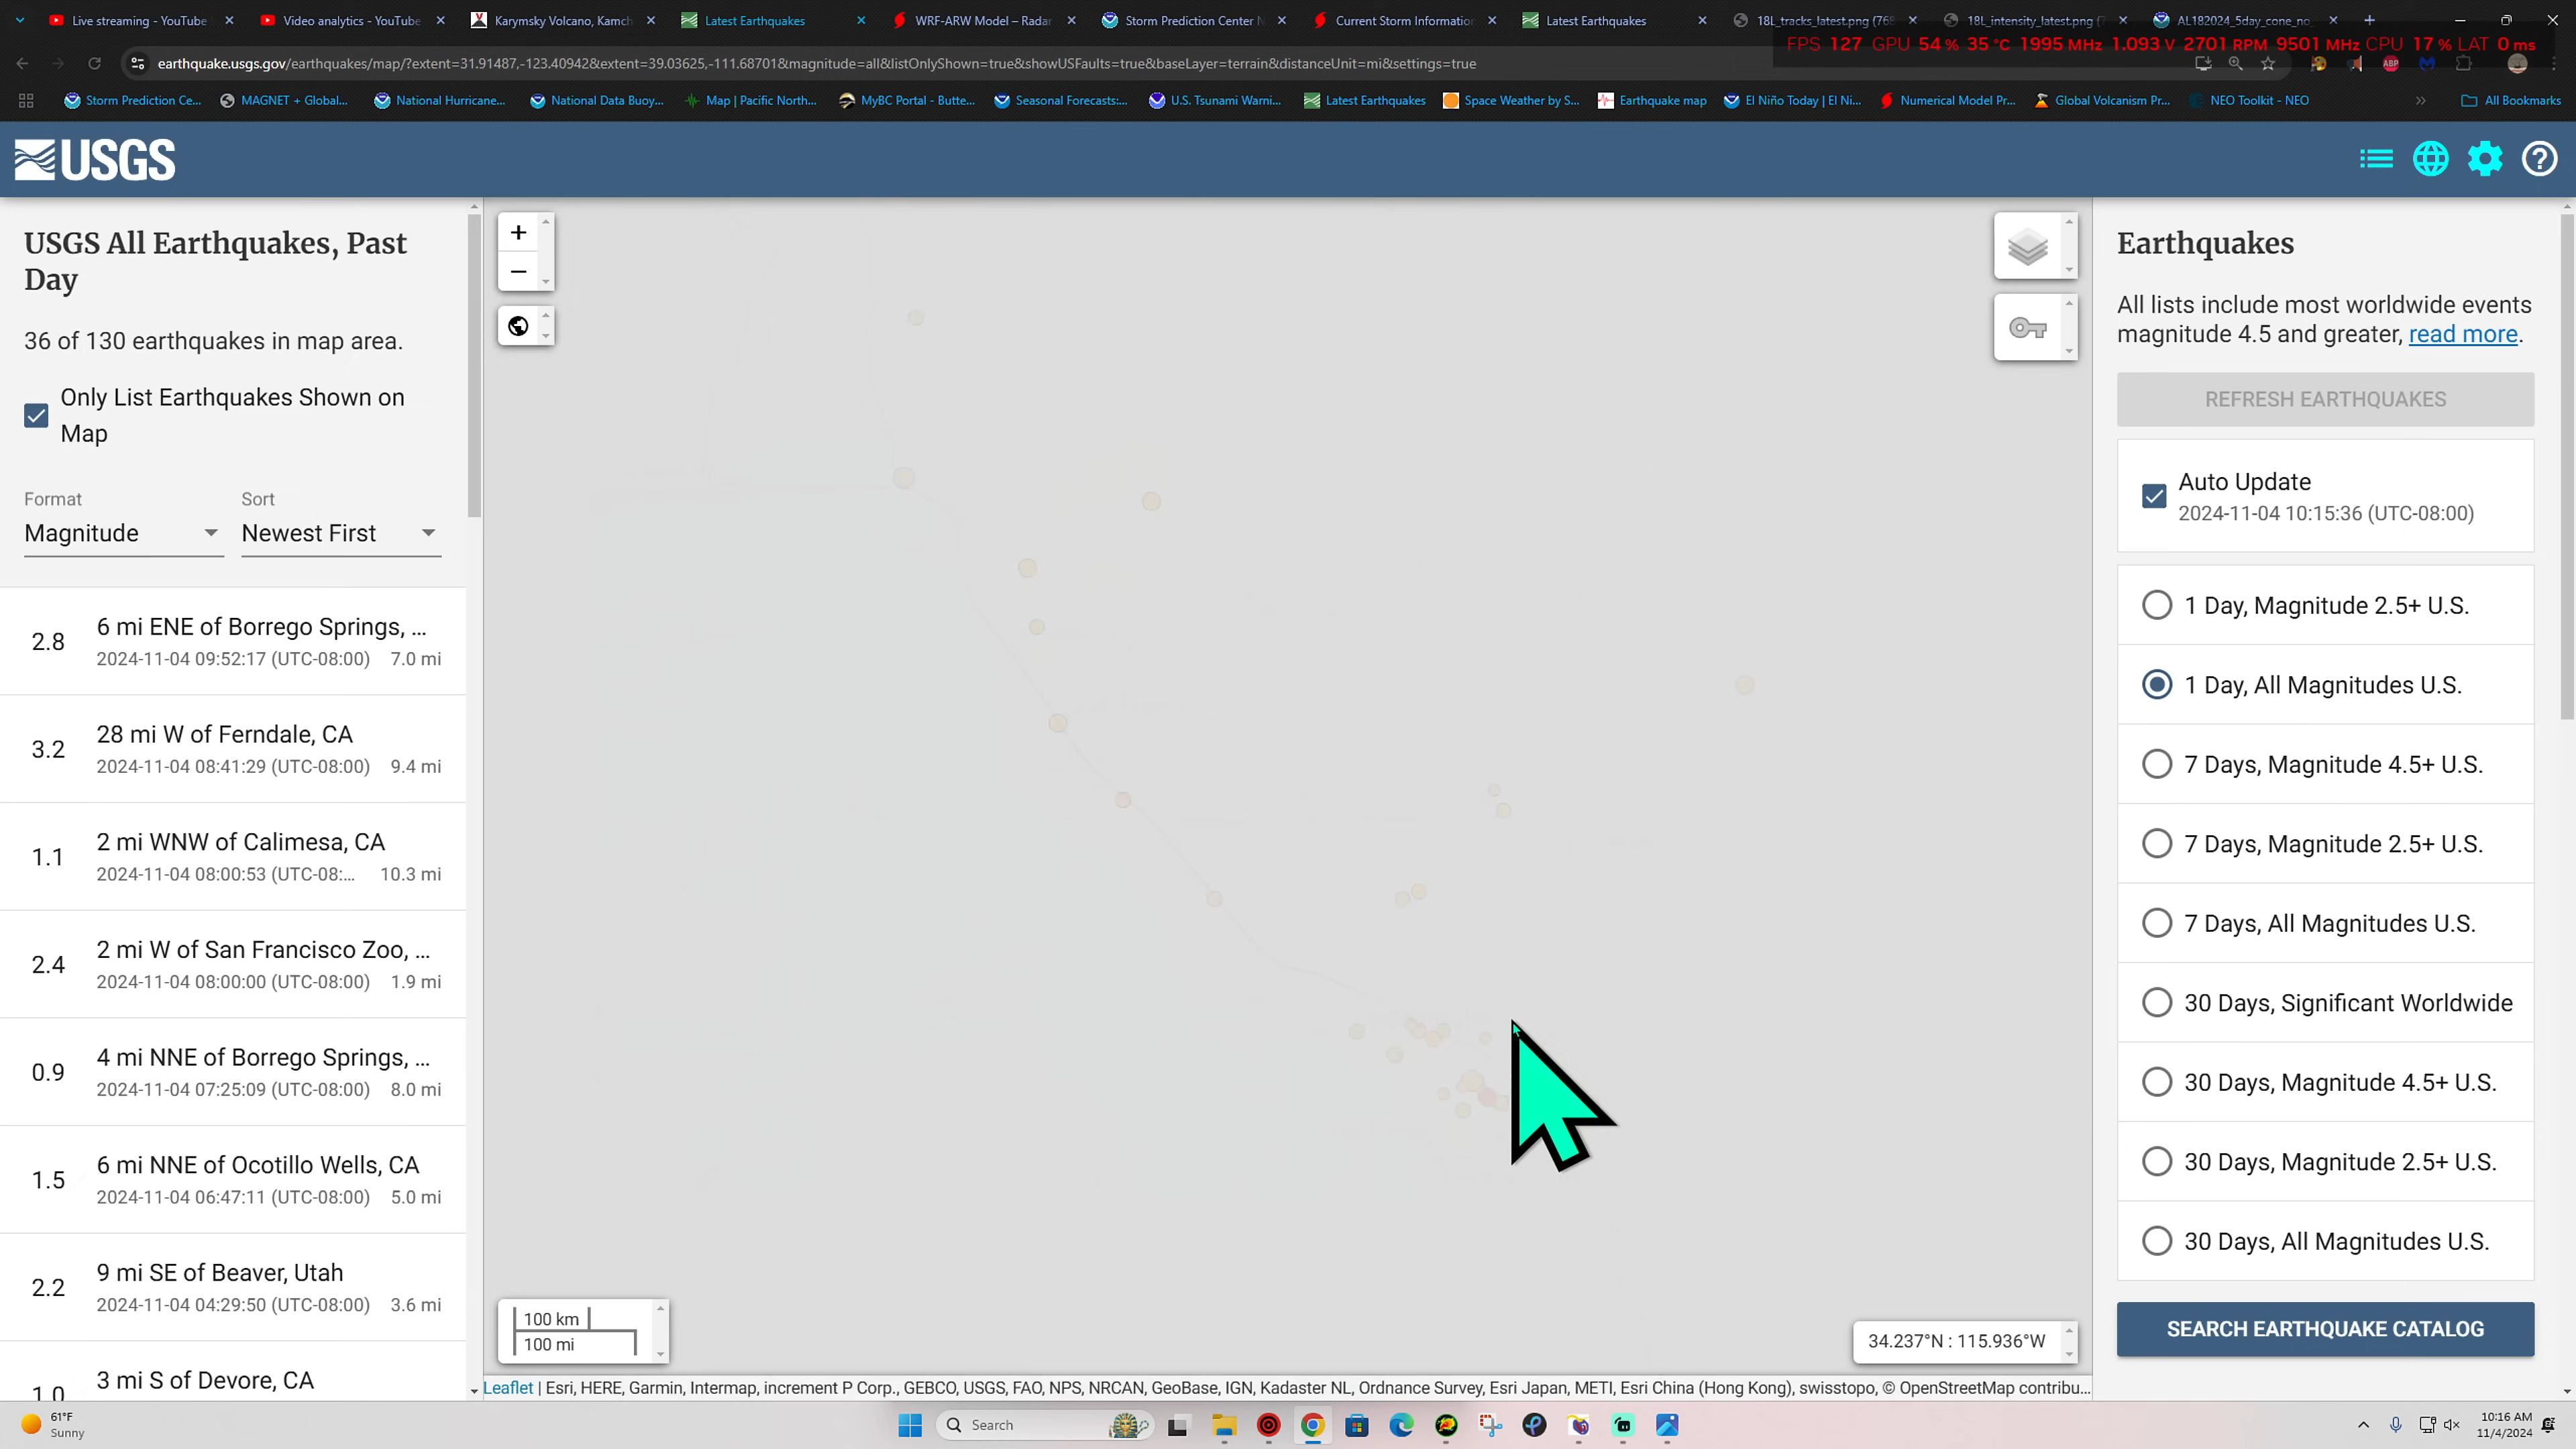 Live streaming - YouTube
Video analytics - YouTube
Karymsky Volcano, Kamch
Latest Earthquakes
WRF-ARW Model – Radar
Storm Prediction Center N
Current Storm Information
Latest Earthquakes
18L_tracks_latest.png (768
18L_intensity_latest.png (7
AL182024_5day_cone_no_
FPS 127 GPU 54 % 35 °C 1995 MHz 1.093 V 2701 RPM 9501 MHz CPU 17 % LAT 0 ms
earthquake.usgs.gov/earthquakes/map/?extent=31.91487,-123.40942&extent=39.03625,-111.68701&magnitude=all&listOnlyShown=true&showUSFaults=true&baseLayer=terrain&distanceUnit=mi&settings=true
ABP
Storm Prediction Ce...
MAGNET + Global...
National Hurricane...
National Data Buoy...
Map | Pacific North...
MyBC Portal - Butte...
Seasonal Forecasts:...
U.S. Tsunami Warni...
Latest Earthquakes
Space Weather by S...
Earthquake map
El Niño Today | El Ni...
Numerical Model Pr...
Global Volcanism Pr...
NEO Toolkit - NEO
All Bookmarks
USGS
USGS All Earthquakes, Past
Day
36 of 130 earthquakes in map area.
Only List Earthquakes Shown on
Map
Format
Sort
Magnitude
Newest First
2.8
6 mi ENE of Borrego Springs, ...
2024-11-04 09:52:17 (UTC-08:00) 7.0 mi
3.2
28 mi W of Ferndale, CA
2024-11-04 08:41:29 (UTC-08:00) 9.4 mi
1.1
2 mi WNW of Calimesa, CA
2024-11-04 08:00:53 (UTC-08:... 10.3 mi
2.4
2 mi W of San Francisco Zoo, ...
2024-11-04 08:00:00 (UTC-08:00) 1.9 mi
0.9
4 mi NNE of Borrego Springs, ...
2024-11-04 07:25:09 (UTC-08:00) 8.0 mi
1.5
6 mi NNE of Ocotillo Wells, CA
2024-11-04 06:47:11 (UTC-08:00) 5.0 mi
2.2
9 mi SE of Beaver, Utah
2024-11-04 04:29:50 (UTC-08:00) 3.6 mi
1.0
3 mi S of Devore, CA
+
−
100 km
100 mi
34.237°N : 115.936°W
Leaflet | Esri, HERE, Garmin, Intermap, increment P Corp., GEBCO, USGS, FAO, NPS, NRCAN, GeoBase, IGN, Kadaster NL, Ordnance Survey, Esri Japan, METI, Esri China (Hong Kong), swisstopo, © OpenStreetMap contribu...
Earthquakes
All lists include most worldwide events
magnitude 4.5 and greater, read more.
REFRESH EARTHQUAKES
Auto Update
2024-11-04 10:15:36 (UTC-08:00)
1 Day, Magnitude 2.5+ U.S.
1 Day, All Magnitudes U.S.
7 Days, Magnitude 4.5+ U.S.
7 Days, Magnitude 2.5+ U.S.
7 Days, All Magnitudes U.S.
30 Days, Significant Worldwide
30 Days, Magnitude 4.5+ U.S.
30 Days, Magnitude 2.5+ U.S.
30 Days, All Magnitudes U.S.
SEARCH EARTHQUAKE CATALOG
61°F
Sunny
Search
10:16 AM
11/4/2024